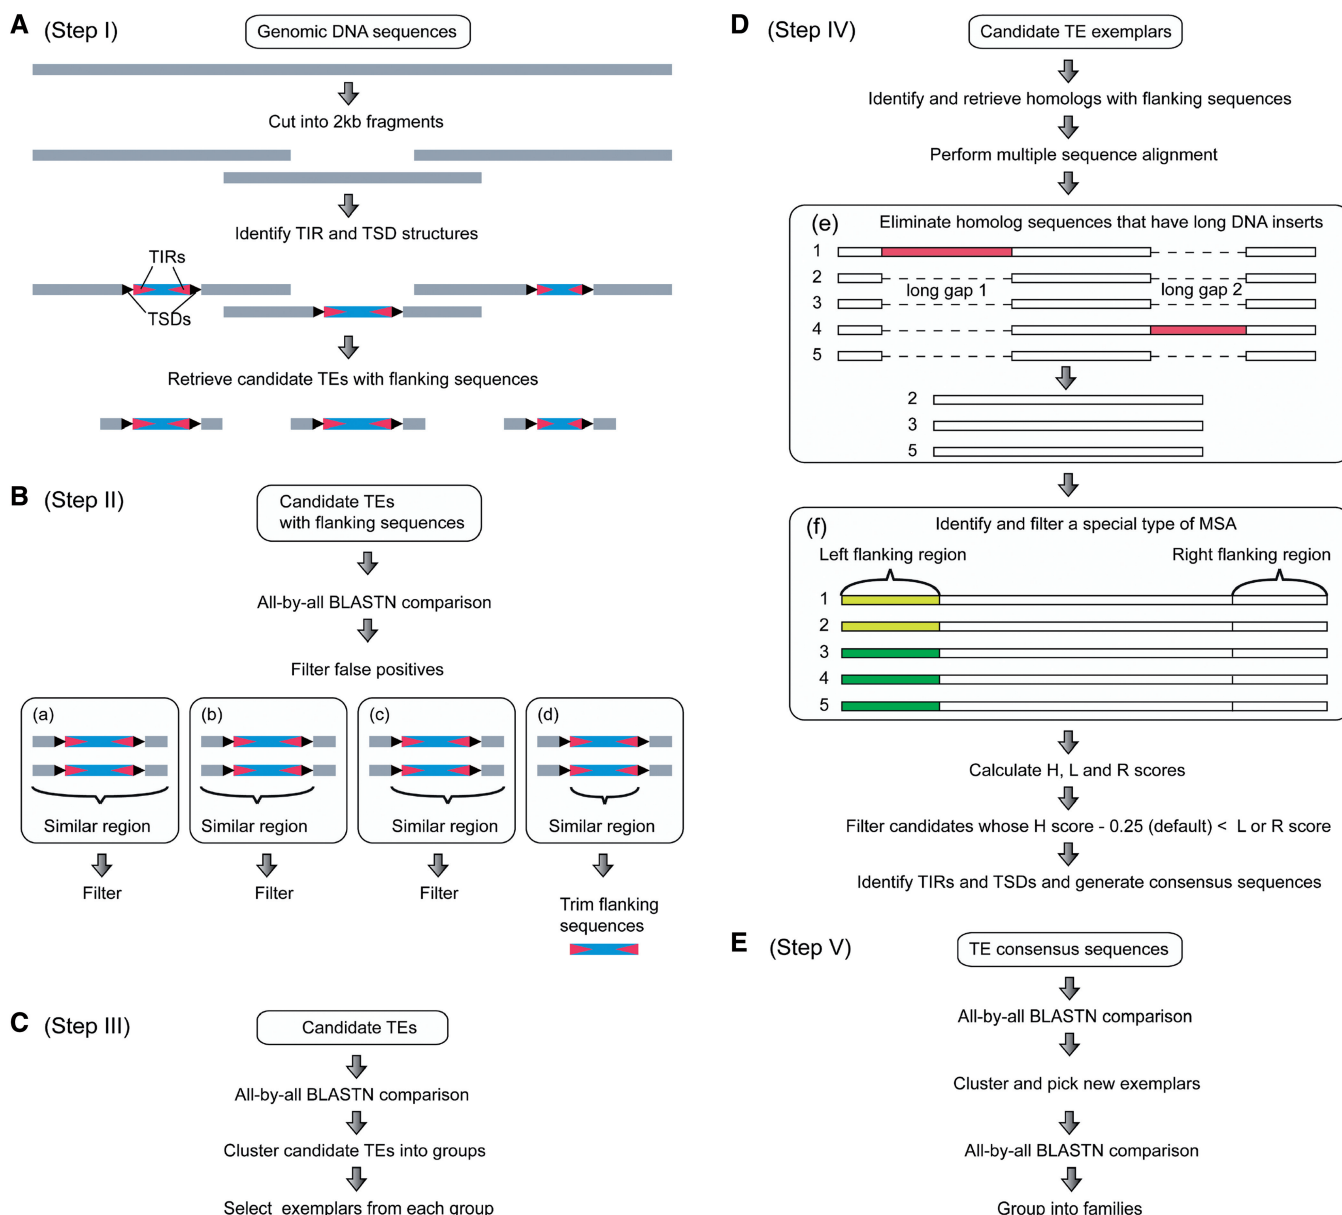 A (Step I)
Genomic DNA sequences
Cut into 2kb fragments
Identify TIR and TSD structures
TIRs
TSDs
Retrieve candidate TEs with flanking sequences
B (Step II)
Candidate TEs
with flanking sequences
All-by-all BLASTN comparison
Filter false positives
(a) (b) (c) (d)
Similar region Similar region Similar region Similar region
Filter Filter Filter
Trim flanking
sequences
C (Step III)
Candidate TEs
All-by-all BLASTN comparison
Cluster candidate TEs into groups
Select exemplars from each group
D (Step IV)
Candidate TE exemplars
Identify and retrieve homologs with flanking sequences
Perform multiple sequence alignment
(e) Eliminate homolog sequences that have long DNA inserts
1
2
long gap 1 long gap 2
3
4
5
2
3
5
(f) Identify and filter a special type of MSA
Left flanking region Right flanking region
1
2
3
4
5
Calculate H, L and R scores
Filter candidates whose H score - 0.25 (default) < L or R score
Identify TIRs and TSDs and generate consensus sequences
E (Step V)
TE consensus sequences
All-by-all BLASTN comparison
Cluster and pick new exemplars
All-by-all BLASTN comparison
Group into families